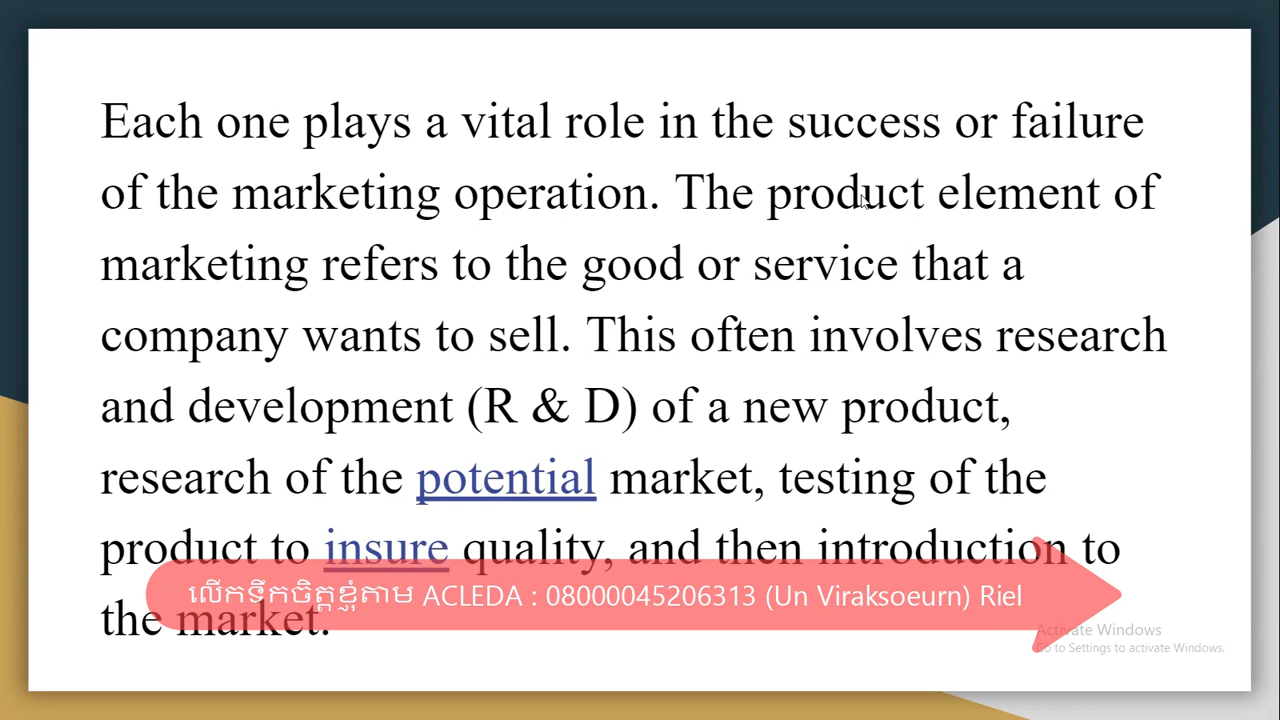 Each one plays a vital role in the success or failure
of the marketing operation. The product element of
marketing refers to the good or service that a
company wants to sell. This often involves research
and development (R & D) of a new product,
research of the potential market, testing of the
product to insure quality, and then introduction to
the market.
លើកទឹកចិត្តខ្ញុំតាម ACLEDA : 08000045206313 (Un Viraksoeurn) Riel
Activate Windows
Go to Settings to activate Windows.